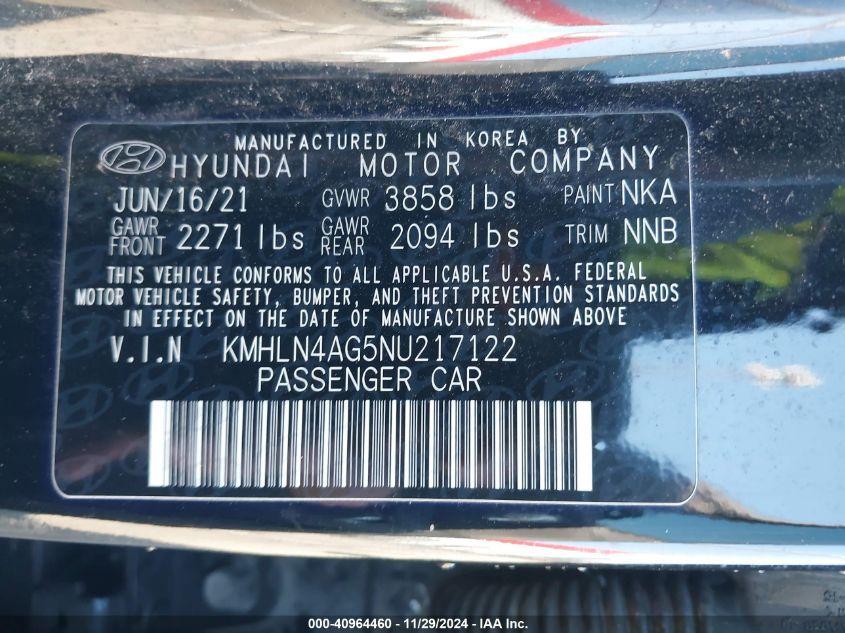 MANUFACTURED IN KOREA BY
HYUNDAI MOTOR COMPANY
JUN/16/21 GVWR 3858 lbs PAINT NKA
GAWR FRONT 2271 lbs GAWR REAR 2094 lbs TRIM NNB
THIS VEHICLE CONFORMS TO ALL APPLICABLE U.S.A. FEDERAL
MOTOR VEHICLE SAFETY, BUMPER, AND THEFT PREVENTION STANDARDS
IN EFFECT ON THE DATE OF MANUFACTURE SHOWN ABOVE
V.I.N KMHLN4AG5NU217122
PASSENGER CAR
000-40964460 - 11/29/2024 - IAA Inc.